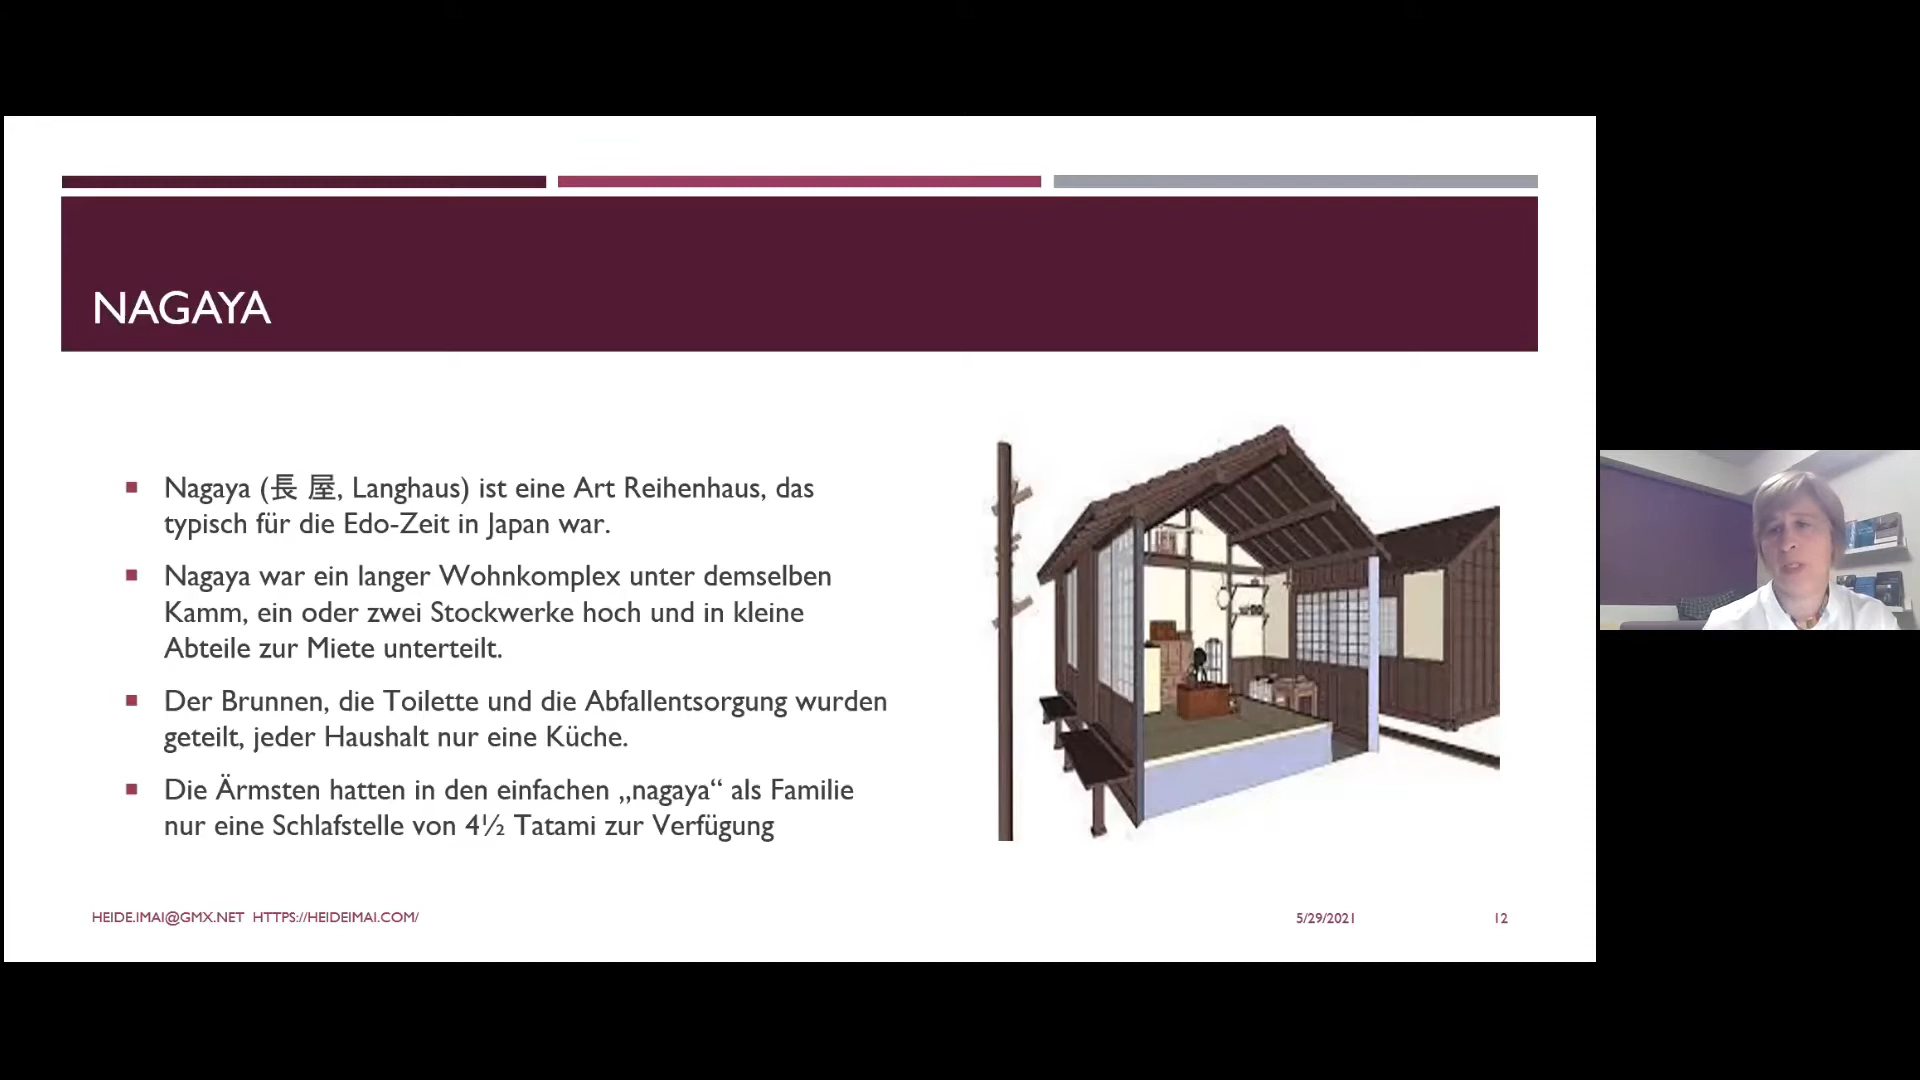 NAGAYA
Nagaya (長 屋, Langhaus) ist eine Art Reihenhaus, das
typisch für die Edo-Zeit in Japan war.
Nagaya war ein langer Wohnkomplex unter demselben
Kamm, ein oder zwei Stockwerke hoch und in kleine
Abteile zur Miete unterteilt.
Der Brunnen, die Toilette und die Abfallentsorgung wurden
geteilt, jeder Haushalt nur eine Küche.
Die Ärmsten hatten in den einfachen „nagaya“ als Familie
nur eine Schlafstelle von 4½ Tatami zur Verfügung
HEIDE.IMAI@GMX.NET HTTPS://HEIDEIMAI.COM/
5/29/2021
12